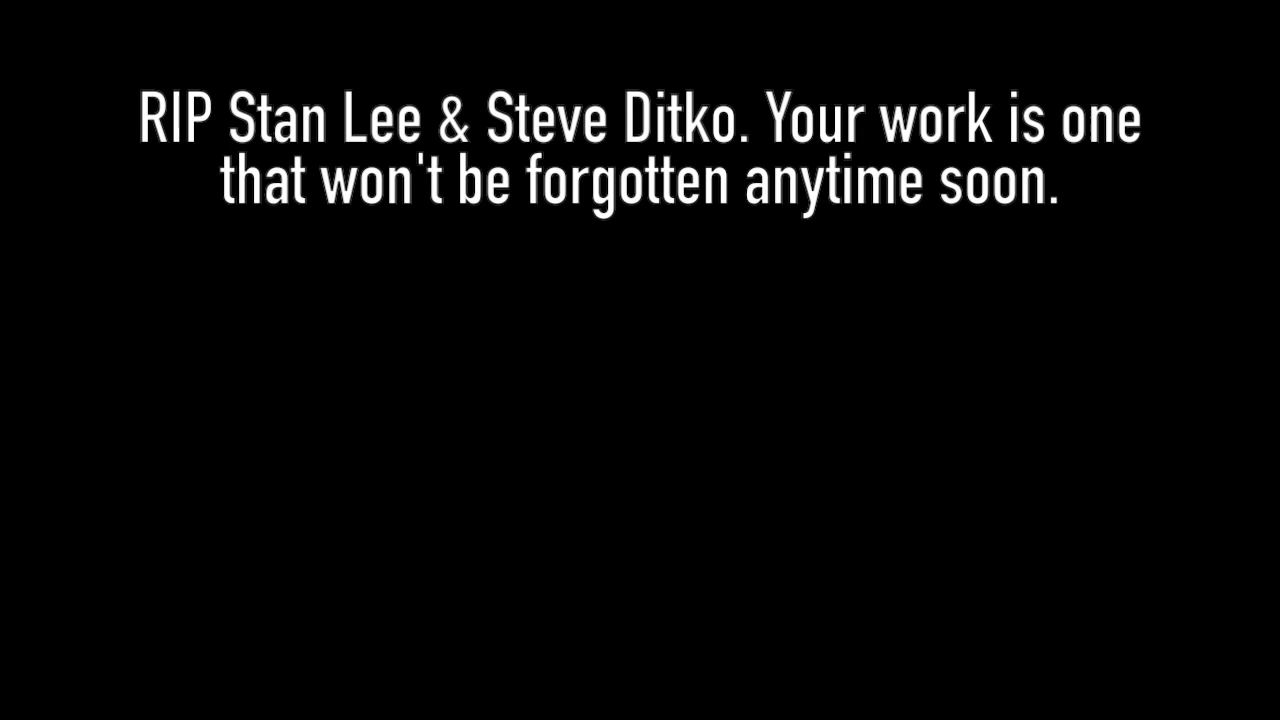 RIP Stan Lee & Steve Ditko. Your work is one
that won't be forgotten anytime soon.